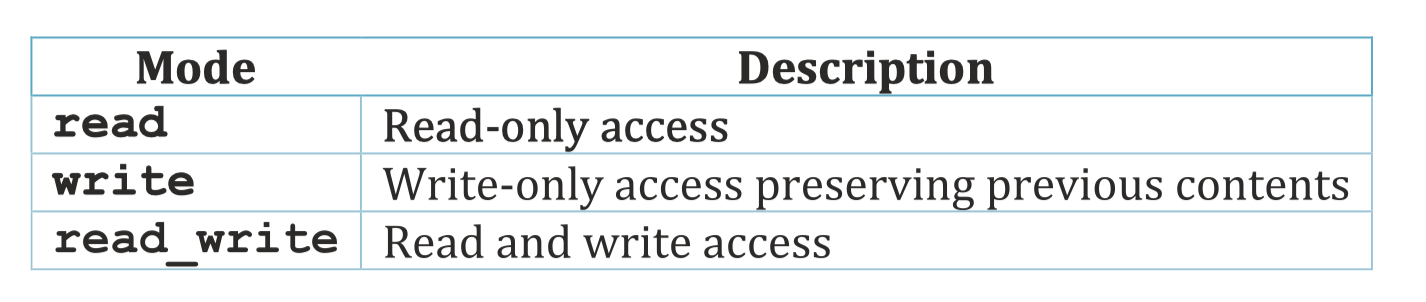 Mode Description
read Read-only access
write Write-only access preserving previous contents
read_write Read and write access